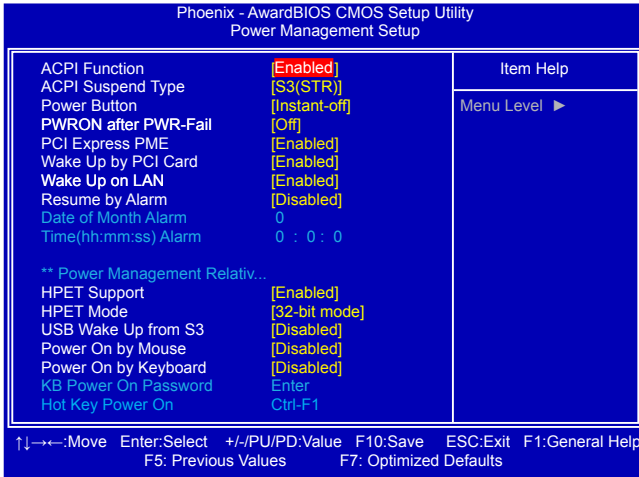 Phoenix - AwardBIOS CMOS Setup Utility
Power Management Setup
ACPI Function [Enabled]
ACPI Suspend Type [S3(STR)]
Power Button [Instant-off]
PWRON after PWR-Fail [Off]
PCI Express PME [Enabled]
Wake Up by PCI Card [Enabled]
Wake Up on LAN [Enabled]
Resume by Alarm [Disabled]
Date of Month Alarm 0
Time(hh:mm:ss) Alarm 0 : 0 : 0
** Power Management Relativ...
HPET Support [Enabled]
HPET Mode [32-bit mode]
USB Wake Up from S3 [Disabled]
Power On by Mouse [Disabled]
Power On by Keyboard [Disabled]
KB Power On Password Enter
Hot Key Power On Ctrl-F1
Item Help
Menu Level ►
↑↓→←:Move Enter:Select +/-/PU/PD:Value F10:Save ESC:Exit F1:General Help
F5: Previous Values F7: Optimized Defaults